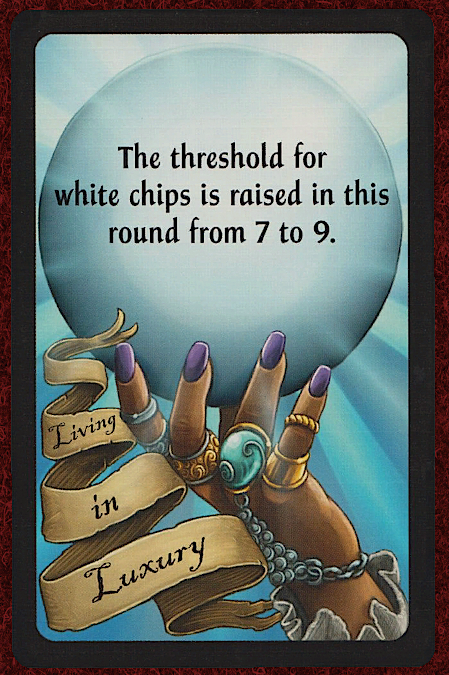 The threshold for
white chips is raised in this
round from 7 to 9.
Living
in
Luxury